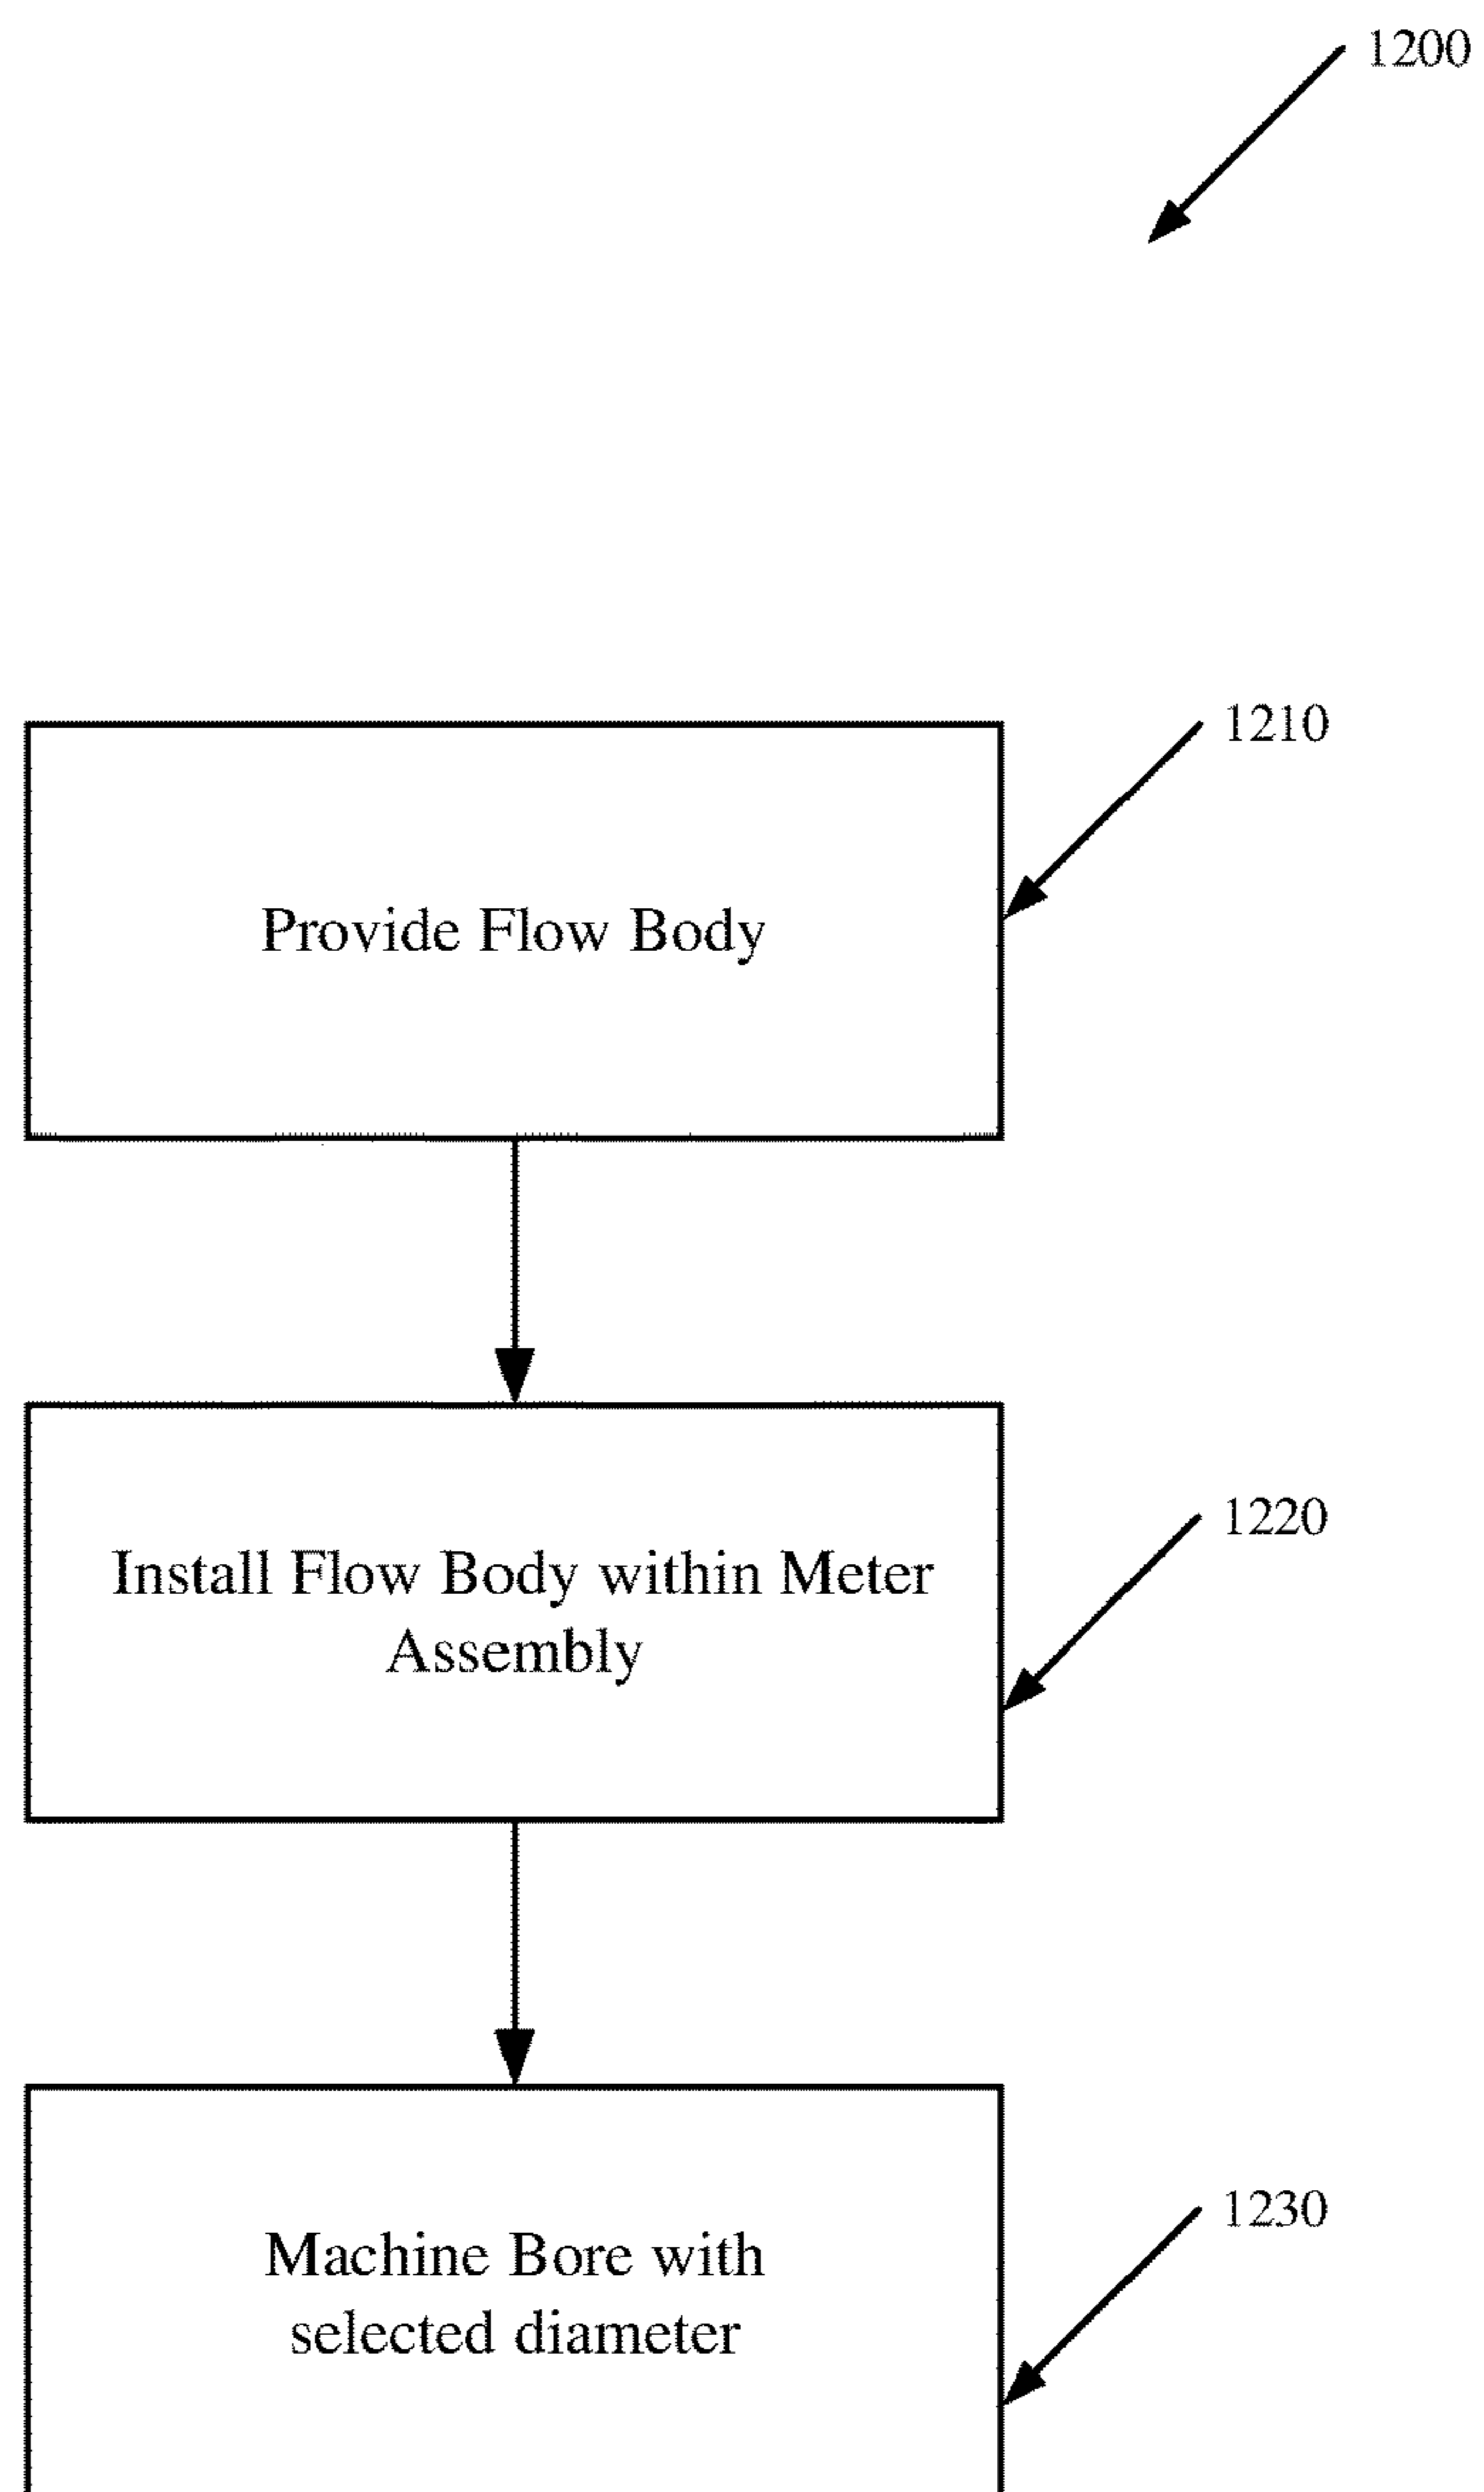 1200
1210
Provide Flow Body
1220
Install Flow Body within Meter
Assembly
1230
Machine Bore with
selected diameter